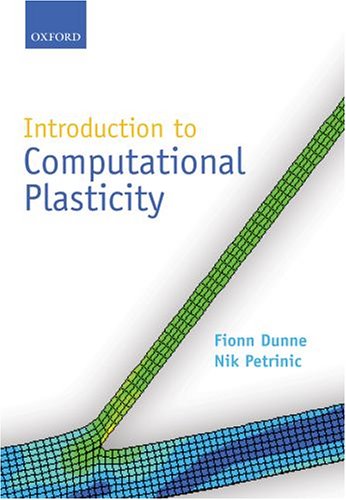 OXFORD
Introduction to
Computational
Plasticity
Fionn Dunne
Nik Petrinic